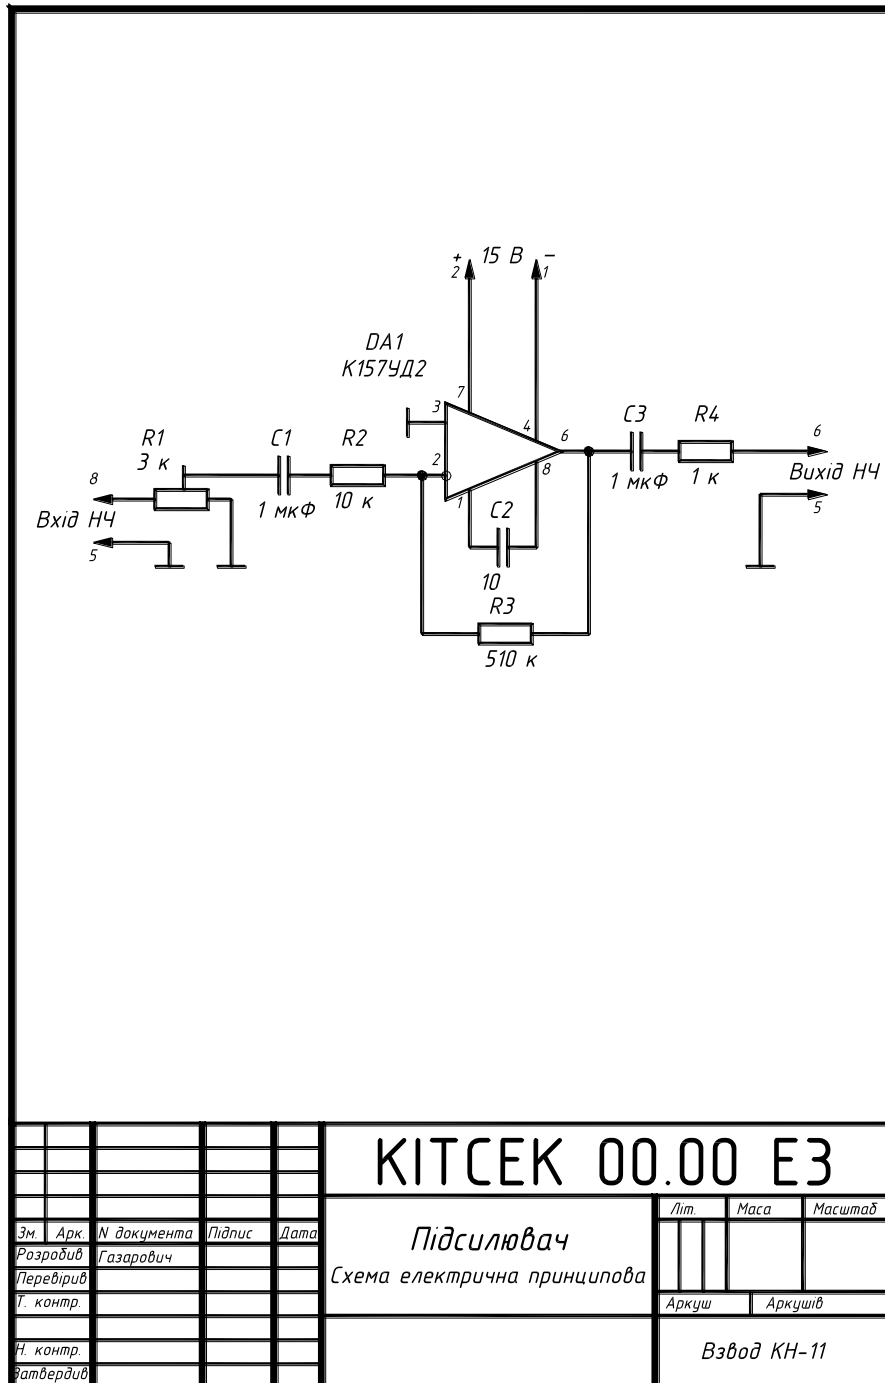 + 15 В −
2 1
DA1
К157УД2
7
3
4
6
2
8
1
R1
3 к
C1
1 мкФ
R2
10 к
C2
10
R3
510 к
C3
1 мкФ
R4
1 к
8
Вхід НЧ
5
6
Вихід НЧ
5
КІТСЕК 00.00 Е3
Зм. Арк. N документа Підпис Дата
Розробив Газарович
Перевірив
Т. контр.
Н. контр.
Затвердив
Підсилювач
Схема електрична принципова
Літ. Маса Масштаб
Аркуш Аркушів
Взвод КН-11